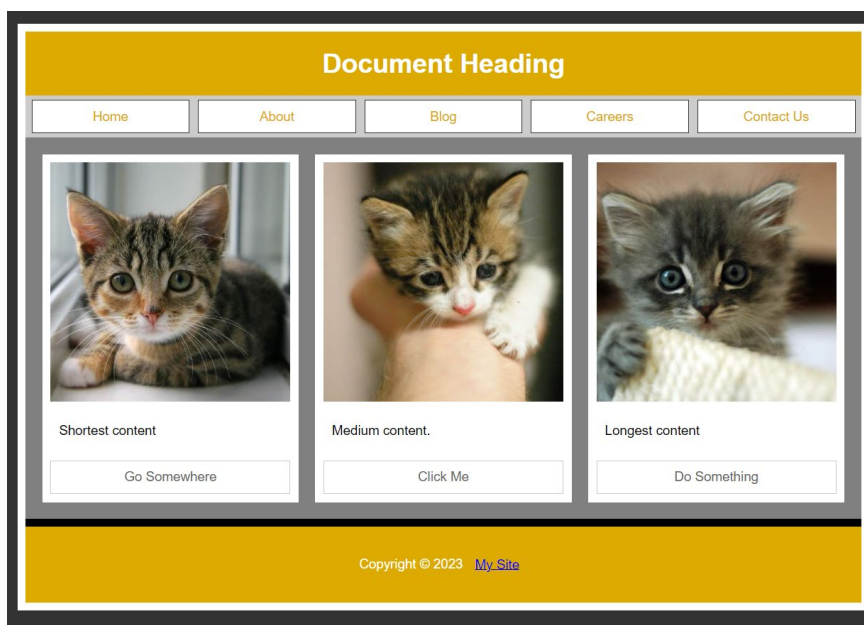 Document Heading
Home About Blog Careers Contact Us
Shortest content Medium content. Longest content
Go Somewhere Click Me Do Something
Copyright © 2023 My Site